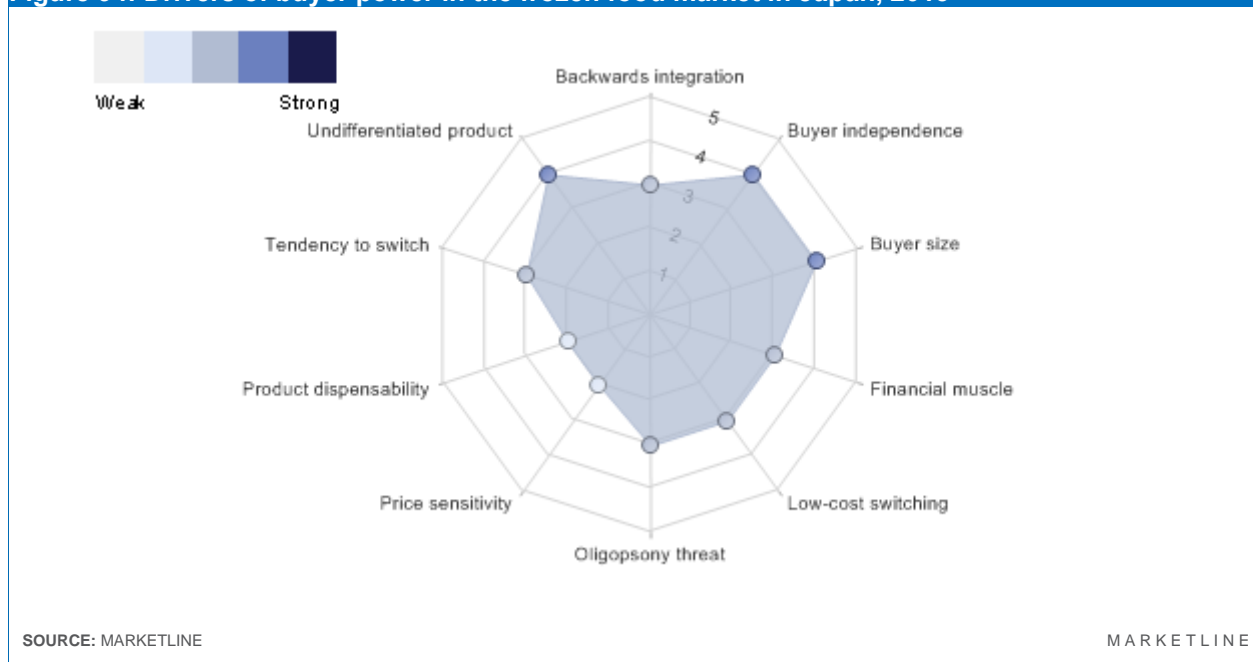 Weak Strong
Backwards integration
5
Undifferentiated product
Buyer independence
4
3
Tendency to switch
2
Buyer size
1
Product dispensability
Financial muscle
Price sensitivity
Low-cost switching
Oligopsony threat
SOURCE: MARKETLINE
MARKETLINE